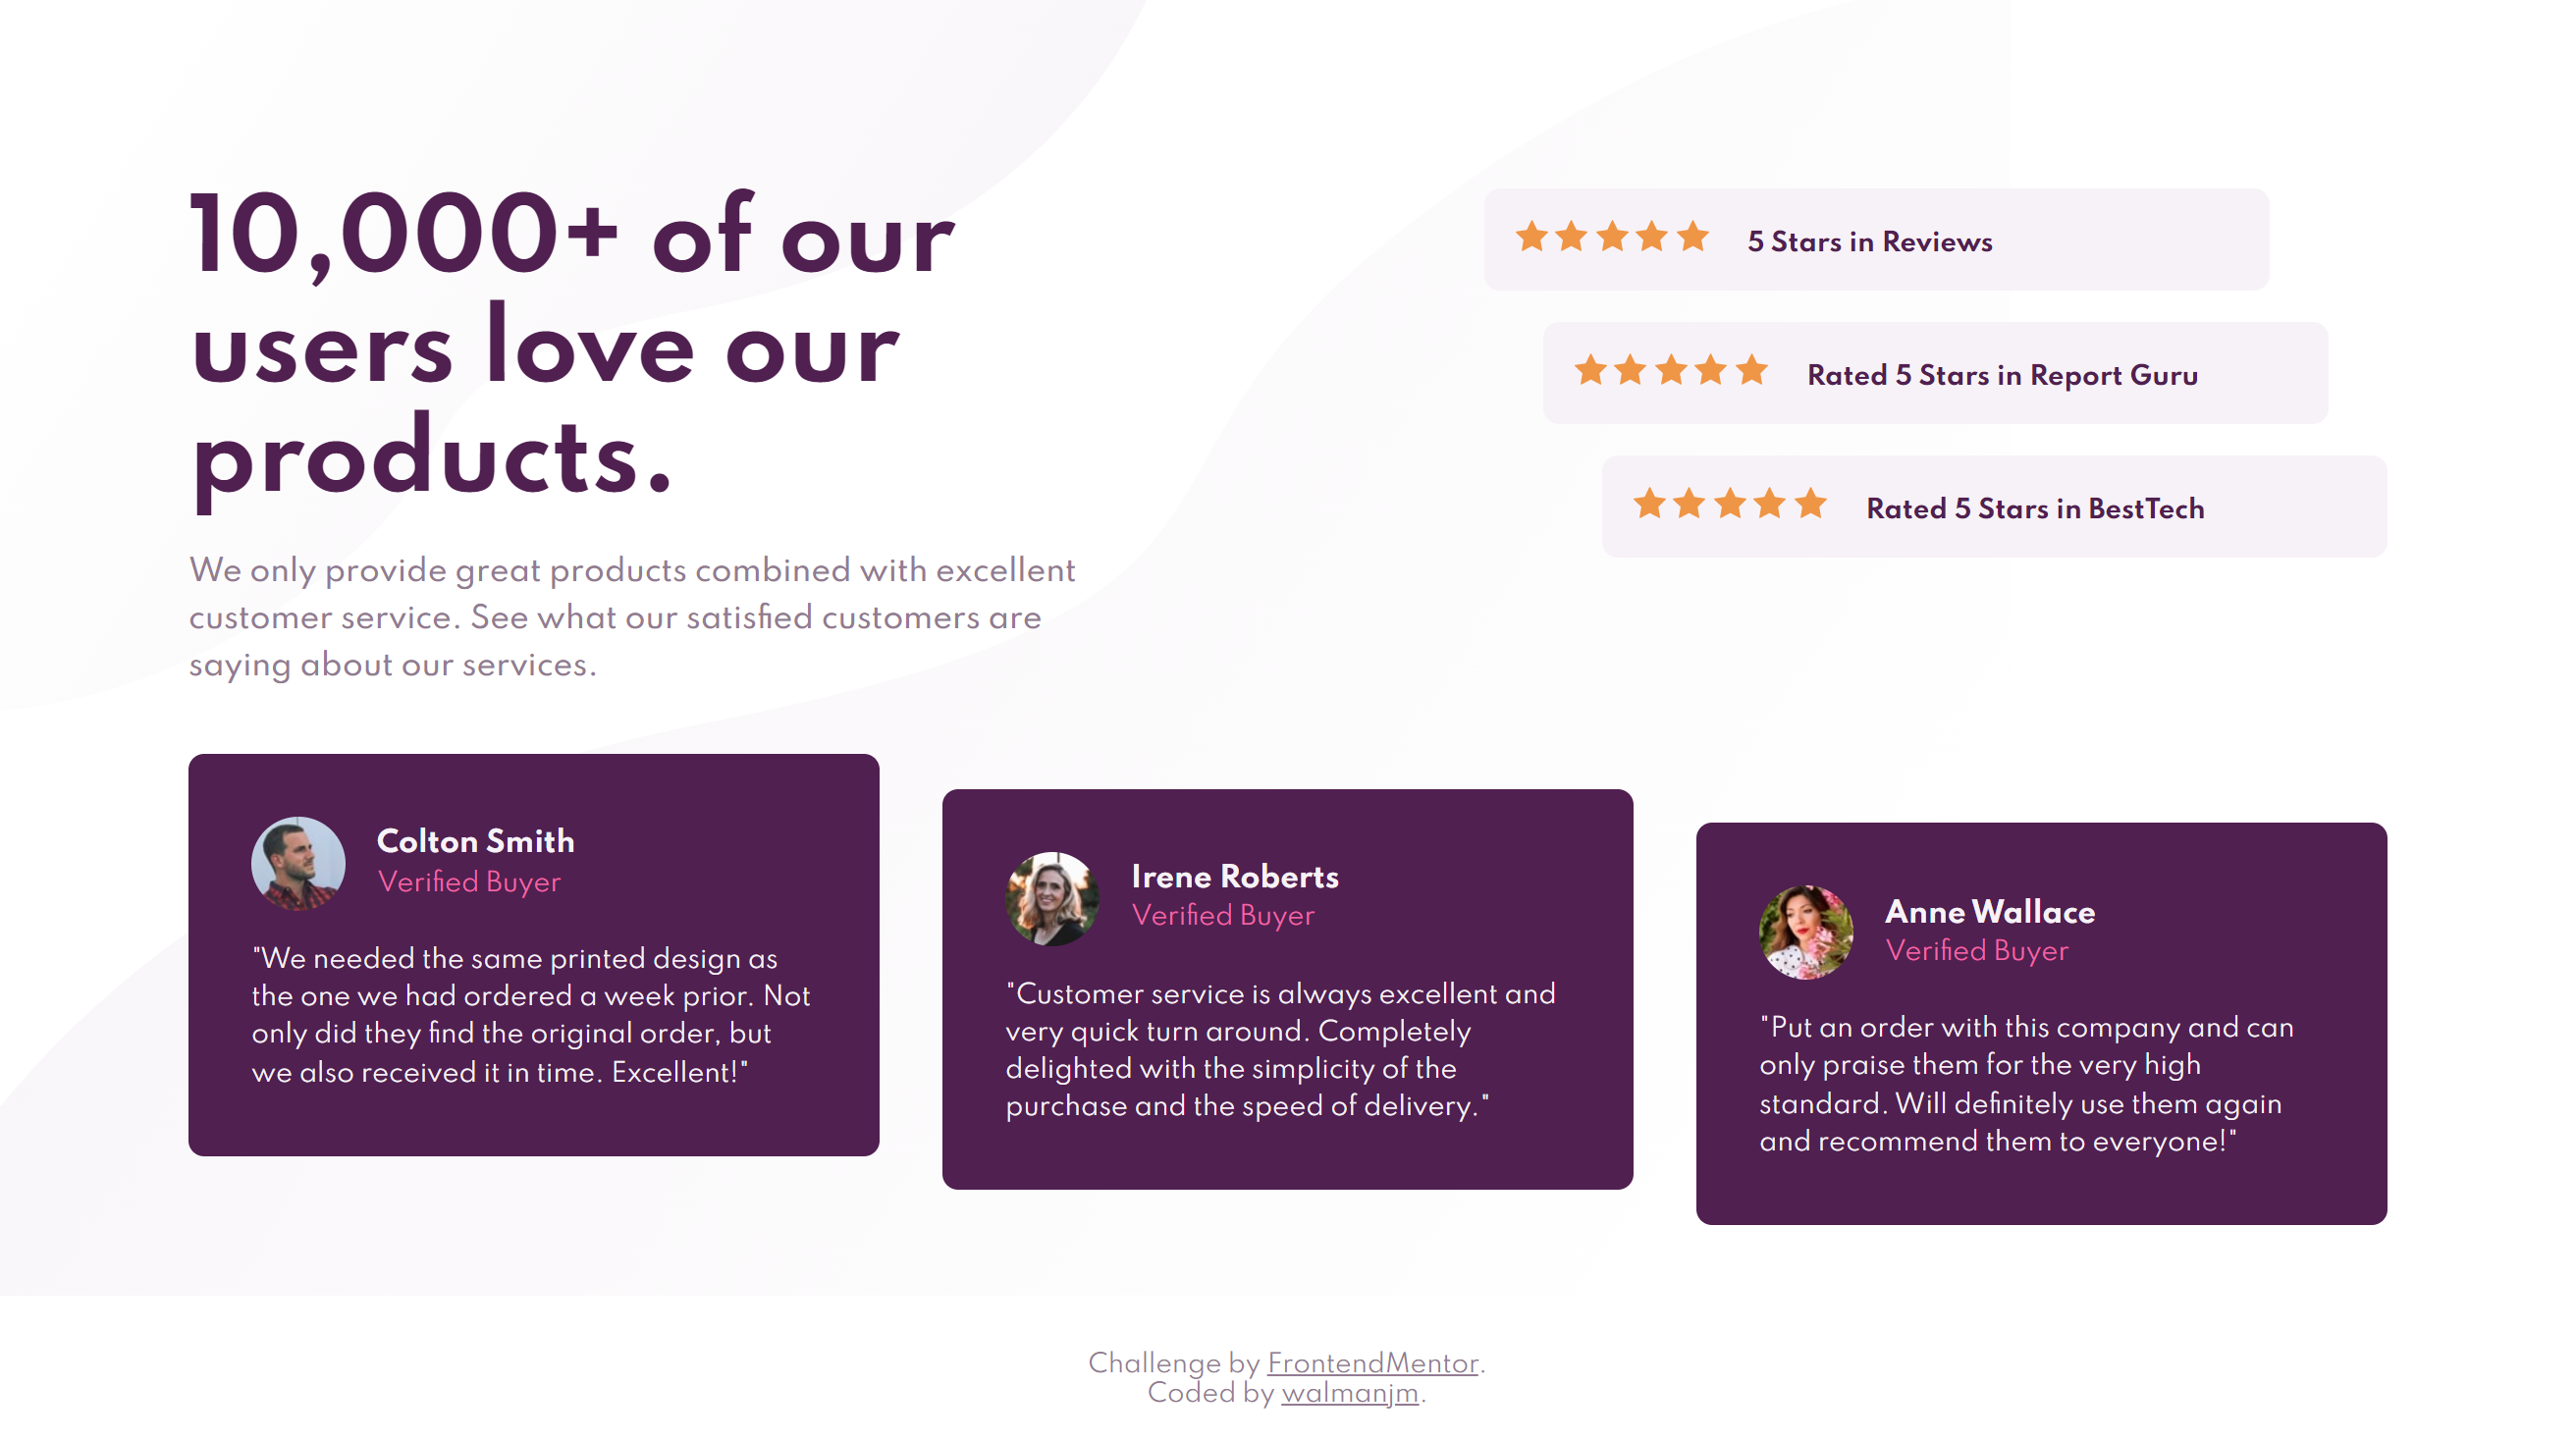 10,000+ of our
users love our
products.
We only provide great products combined with excellent
customer service. See what our satisfied customers are
saying about our services.
5 Stars in Reviews
Rated 5 Stars in Report Guru
Rated 5 Stars in BestTech
Colton Smith
Verified Buyer
"We needed the same printed design as
the one we had ordered a week prior. Not
only did they find the original order, but
we also received it in time. Excellent!"
Irene Roberts
Verified Buyer
"Customer service is always excellent and
very quick turn around. Completely
delighted with the simplicity of the
purchase and the speed of delivery."
Anne Wallace
Verified Buyer
"Put an order with this company and can
only praise them for the very high
standard. Will definitely use them again
and recommend them to everyone!"
Challenge by FrontendMentor.
Coded by walmanjm.